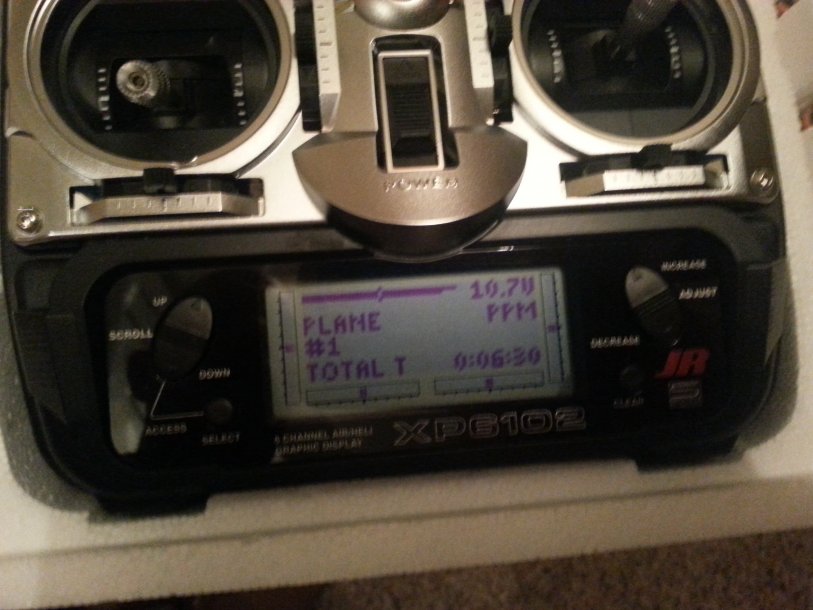 POWER
10.7V
PLANE PPM
#1
TOTAL T 0:06:30
UP
SCROLL
DOWN
ACCESS
SELECT
INCREASE
ADJUST
DECREASE
CLEAR
JR
6 CHANNEL AIR/HELI
GRAPHIC DISPLAY
XP6102